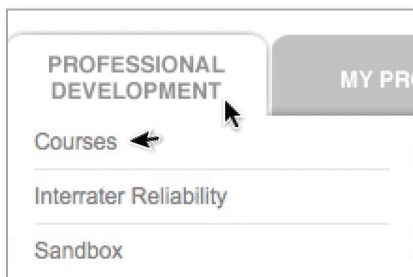 PROFESSIONAL
DEVELOPMENT
MY PR
Courses
Interrater Reliability
Sandbox